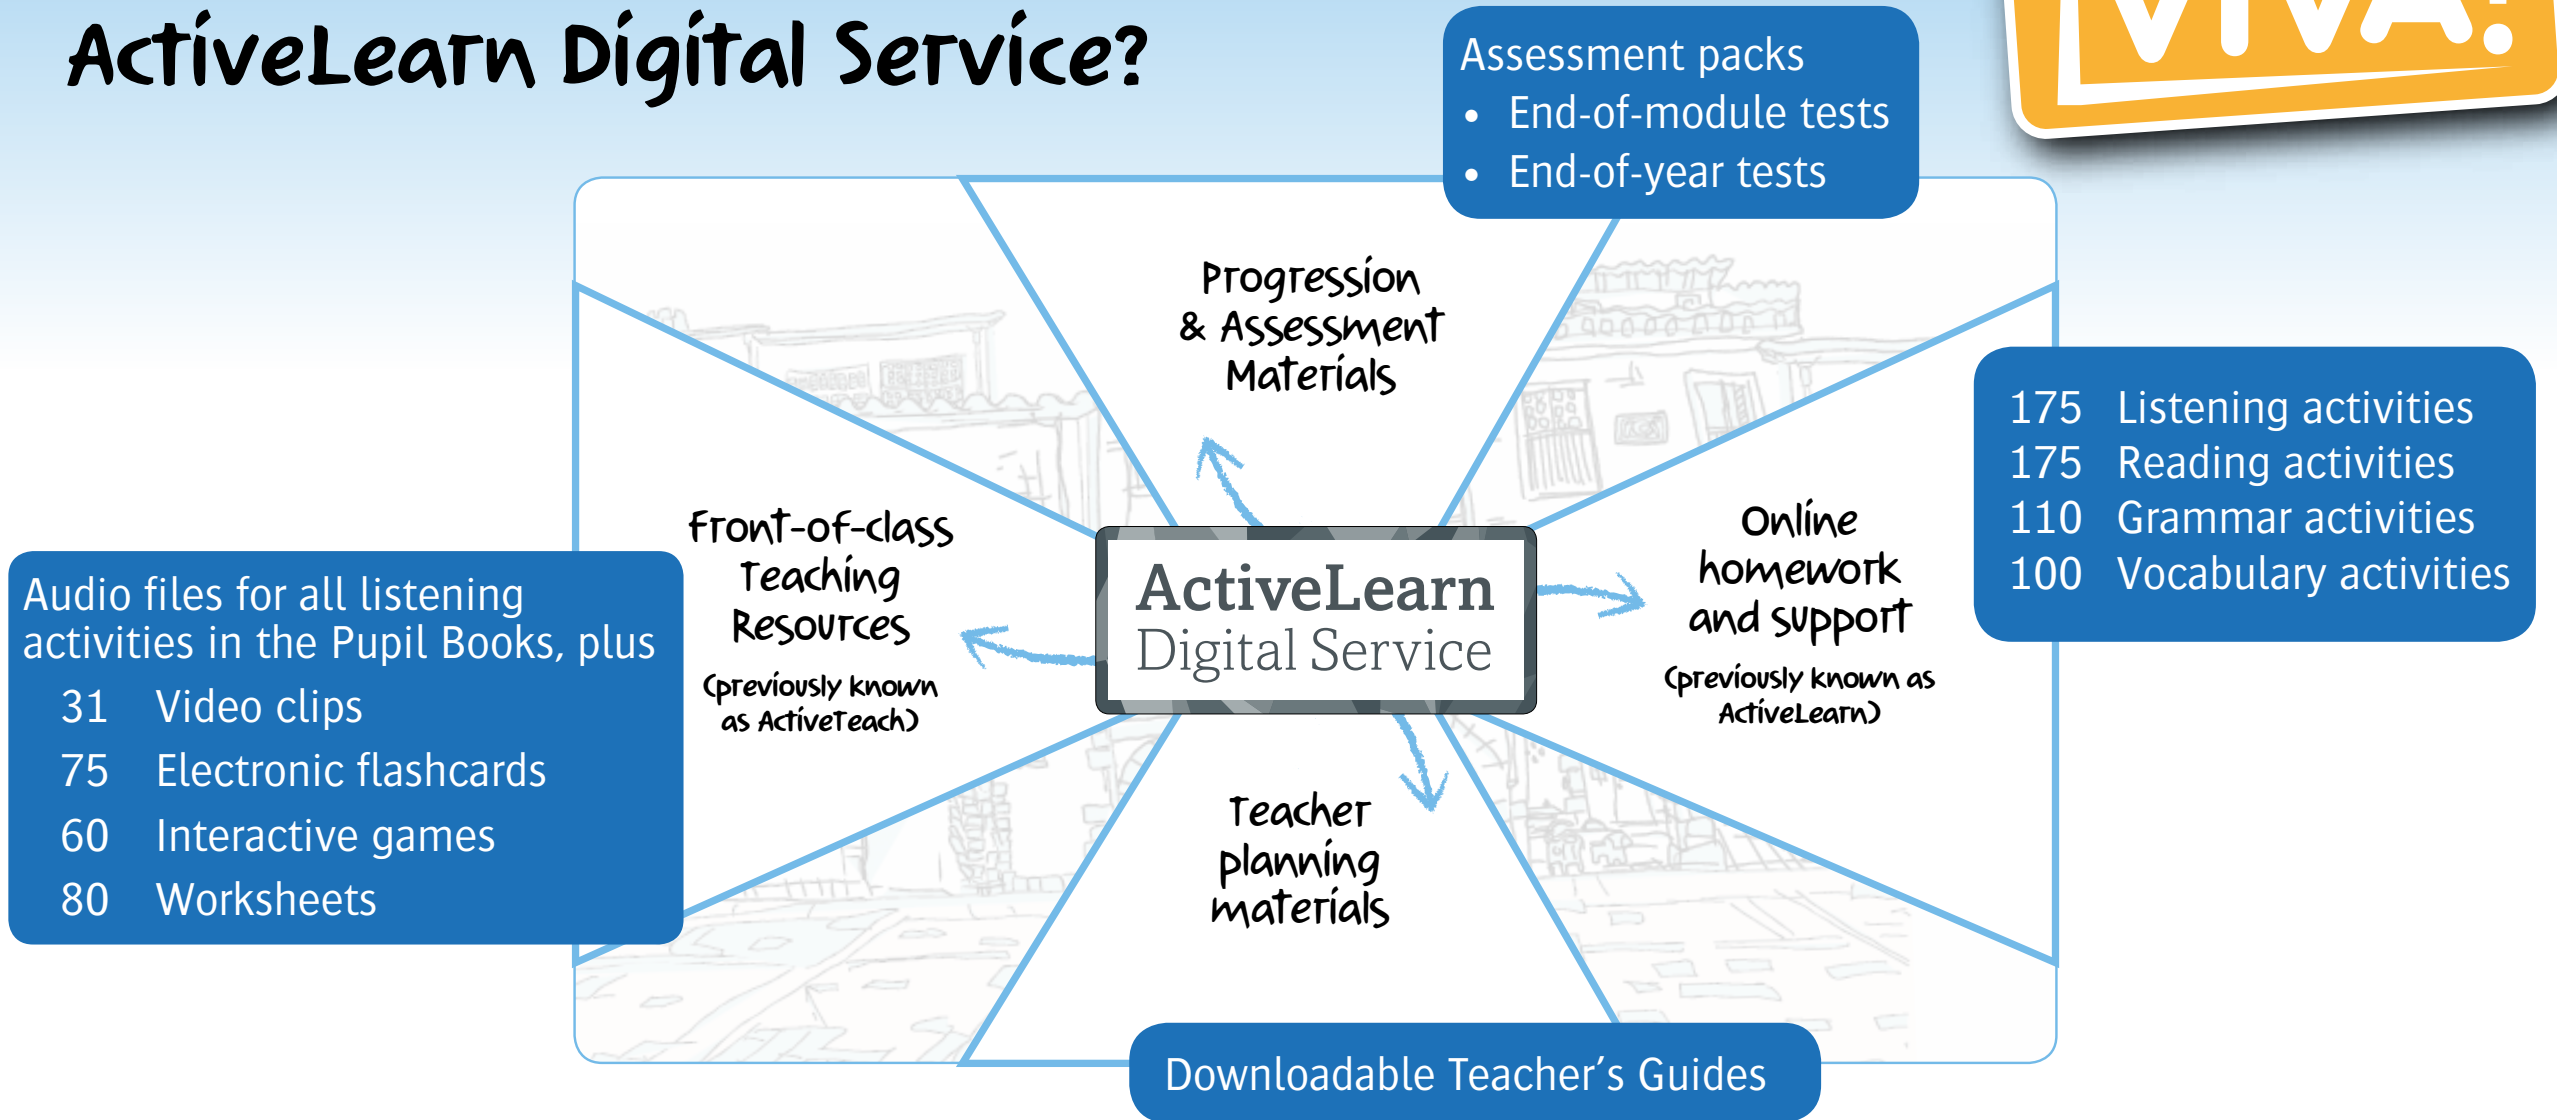 ActiveLearn Digital Service?
VIVA!
Assessment packs
• End-of-module tests
• End-of-year tests
Progression
& Assessment
Materials
Front-of-class
Teaching
Resources
(previously known
as ActiveTeach)
Audio files for all listening
activities in the Pupil Books, plus
31 Video clips
75 Electronic flashcards
60 Interactive games
80 Worksheets
ActiveLearn
Digital Service
Online
homework
and support
(previously known as
ActiveLearn)
175 Listening activities
175 Reading activities
110 Grammar activities
100 Vocabulary activities
Teacher
planning
materials
Downloadable Teacher's Guides